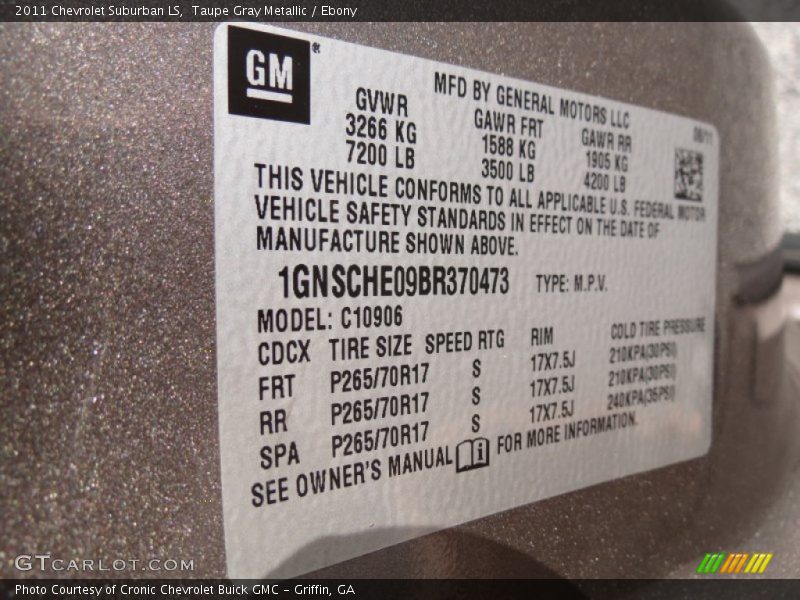 2011 Chevrolet Suburban LS, Taupe Gray Metallic / Ebony
GM®
MFD BY GENERAL MOTORS LLC
08/11
GVWR GAWR FRT GAWR RR
3266 KG 1588 KG 1905 KG
7200 LB 3500 LB 4200 LB
THIS VEHICLE CONFORMS TO ALL APPLICABLE U.S. FEDERAL MOTOR
VEHICLE SAFETY STANDARDS IN EFFECT ON THE DATE OF
MANUFACTURE SHOWN ABOVE.
1GNSCHE09BR370473 TYPE: M.P.V.
MODEL: C10906
CDCX TIRE SIZE SPEED RTG RIM COLD TIRE PRESSURE
FRT P265/70R17 S 17X7.5J 210KPA(30PSI)
RR P265/70R17 S 17X7.5J 210KPA(30PSI)
SPA P265/70R17 S 17X7.5J 240KPA(35PSI)
SEE OWNER'S MANUAL FOR MORE INFORMATION.
GTCARLOT.COM
Photo Courtesy of Cronic Chevrolet Buick GMC – Griffin, GA